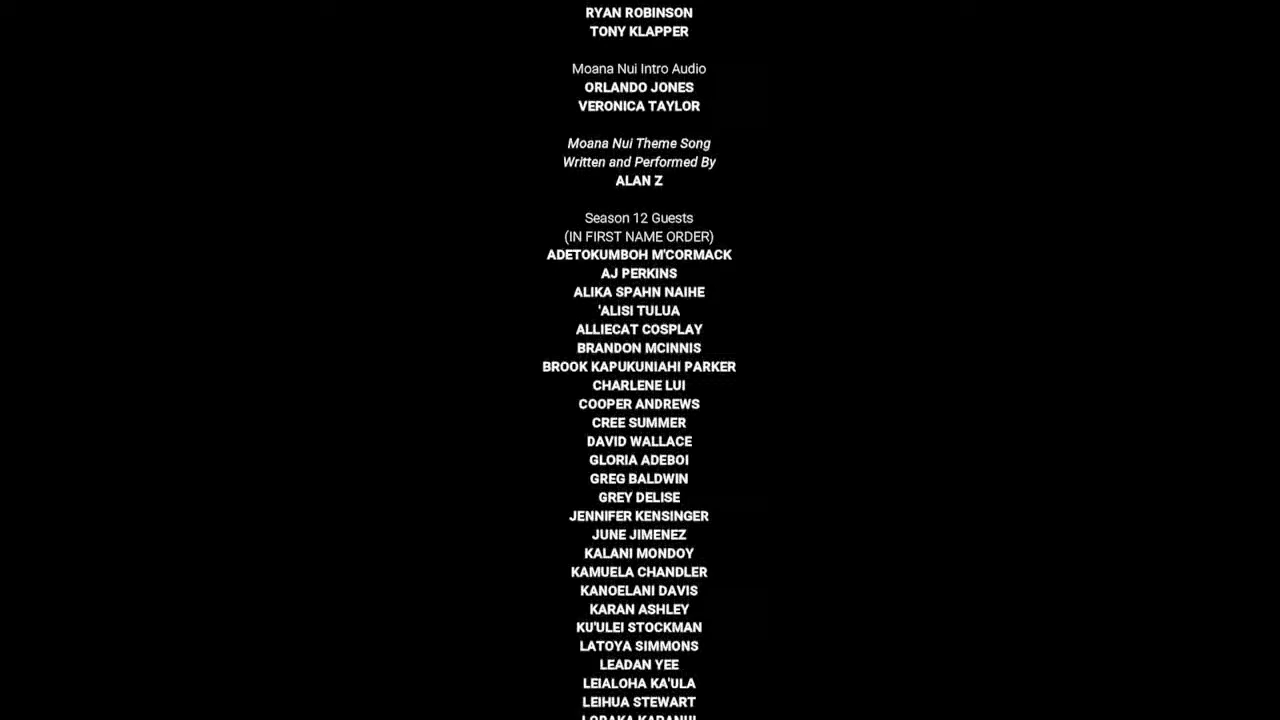 RYAN ROBINSON
TONY KLAPPER
Moana Nui Intro Audio
ORLANDO JONES
VERONICA TAYLOR
Moana Nui Theme Song
Written and Performed By
ALAN Z
Season 12 Guests
(IN FIRST NAME ORDER)
ADETOKUMBOH M'CORMACK
AJ PERKINS
ALIKA SPAHN NAIHE
'ALISI TULUA
ALLIECAT COSPLAY
BRANDON MCINNIS
BROOK KAPUKUNIAHI PARKER
CHARLENE LUI
COOPER ANDREWS
CREE SUMMER
DAVID WALLACE
GLORIA ADEBOI
GREG BALDWIN
GREY DELISE
JENNIFER KENSINGER
JUNE JIMENEZ
KALANI MONDOY
KAMUELA CHANDLER
KANOELANI DAVIS
KARAN ASHLEY
KU'ULEI STOCKMAN
LATOYA SIMMONS
LEADAN YEE
LEIALOHA KA'ULA
LEIHUA STEWART